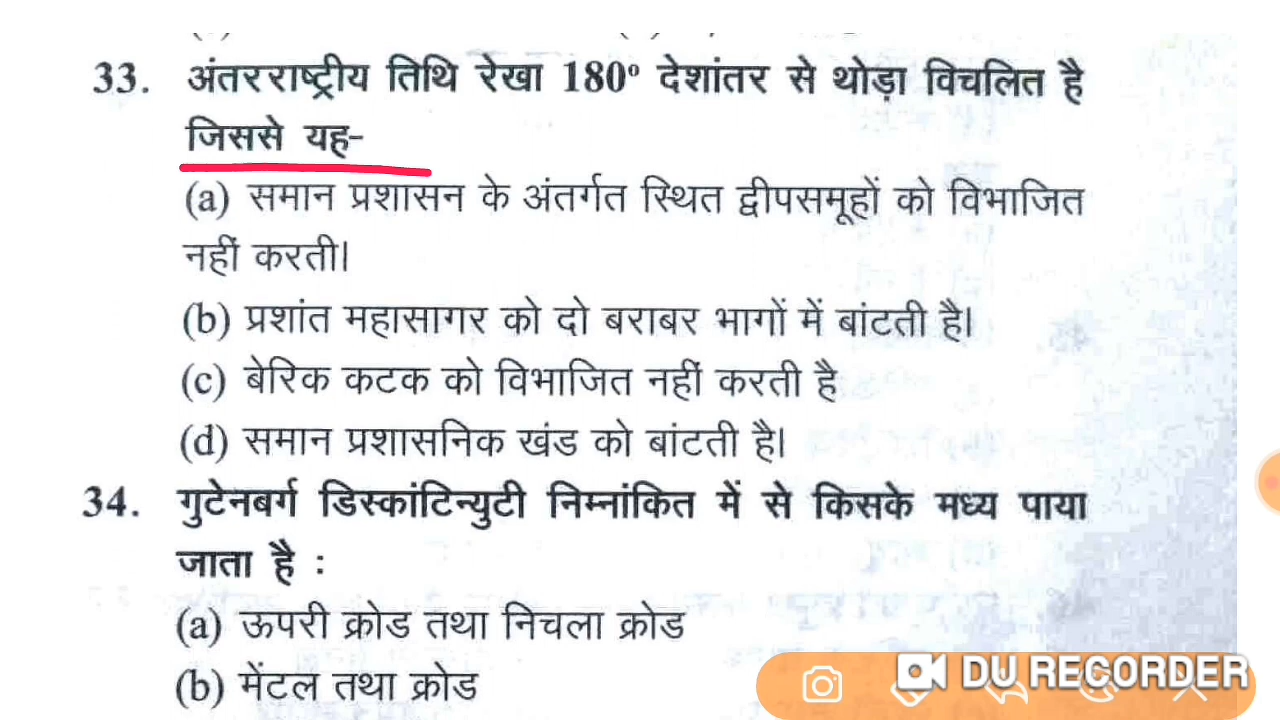 33. अंतरराष्ट्रीय तिथि रेखा 180° देशांतर से थोड़ा विचलित है
जिससे यह-
(a) समान प्रशासन के अंतर्गत स्थित द्वीपसमूहों को विभाजित
नहीं करती।
(b) प्रशांत महासागर को दो बराबर भागों में बांटती है।
(c) बेरिक कटक को विभाजित नहीं करती है
(d) समान प्रशासनिक खंड को बांटती है।
34. गुटेनबर्ग डिस्कांटिन्युटी निम्नांकित में से किसके मध्य पाया
जाता है :
(a) ऊपरी क्रोड तथा निचला क्रोड
(b) मेंटल तथा क्रोड
DU RECORDER